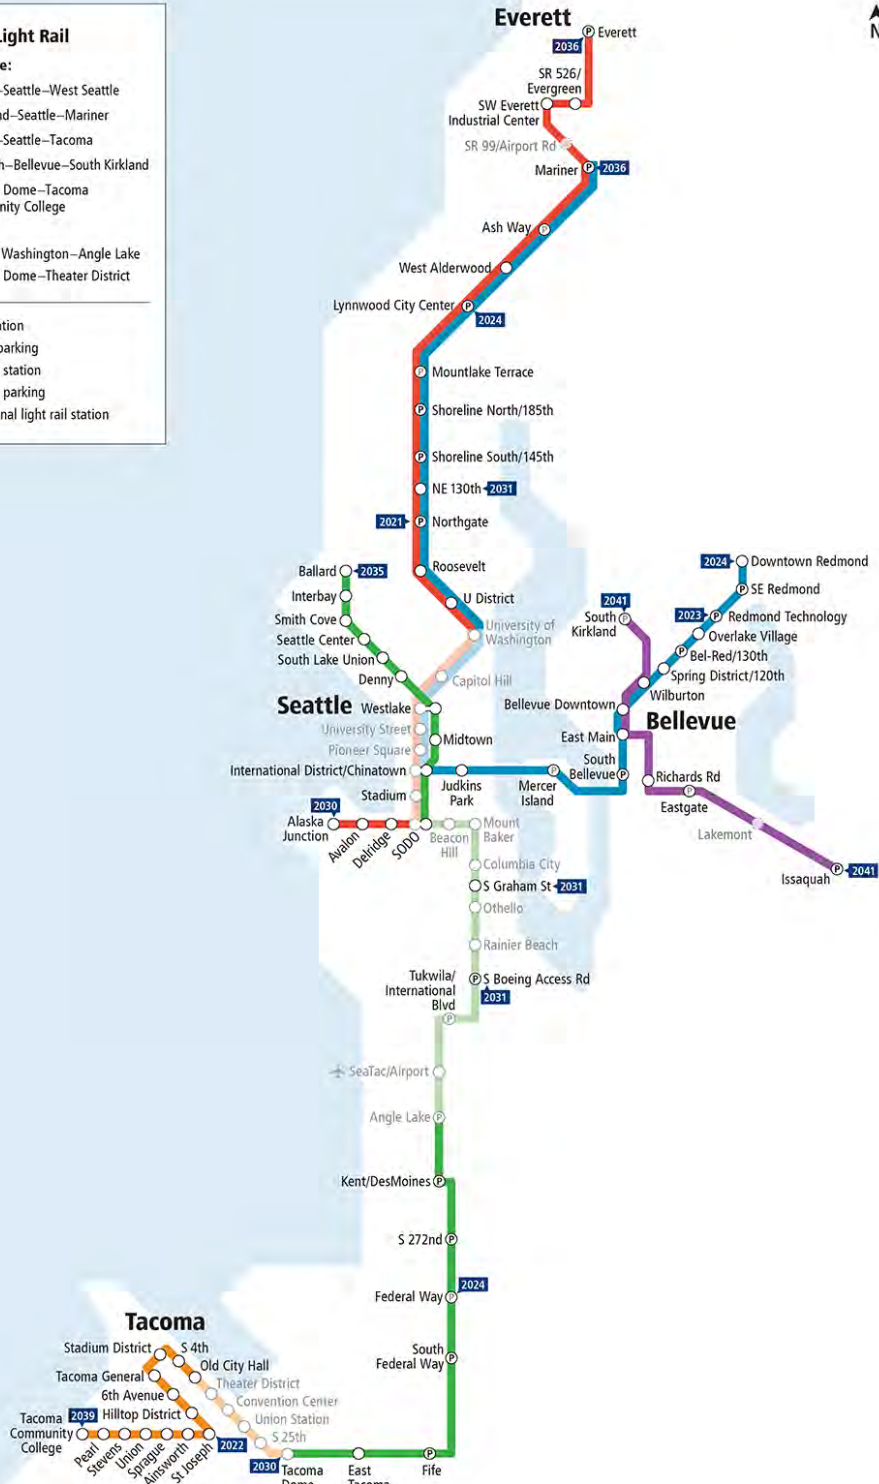 Light Rail
e:
-Seattle–West Seattle
nd–Seattle–Mariner
-Seattle–Tacoma
h–Bellevue–South Kirkland
Dome–Tacoma
nity College
Washington–Angle Lake
Dome–Theater District
ation
parking
station
parking
nal light rail station
N
Everett
Everett
2036
SR 526/
Evergreen
SW Everett
Industrial Center
SR 99/Airport Rd
Mariner
2036
Ash Way
West Alderwood
Lynnwood City Center
2024
Mountlake Terrace
Shoreline North/185th
Shoreline South/145th
NE 130th
2031
2021
Northgate
Roosevelt
U District
University of
Washington
Capitol Hill
Ballard
2035
Interbay
Smith Cove
Seattle Center
South Lake Union
Denny
Seattle
Westlake
University Street
Pioneer Square
Midtown
International District/Chinatown
Stadium
2030
Alaska
Junction
Avalon
Delridge
SODO
Beacon
Hill
Mount
Baker
Judkins
Park
Mercer
Island
2024
Downtown Redmond
SE Redmond
2023
Redmond Technology
Overlake Village
Bel-Red/130th
Spring District/120th
Wilburton
2041
South
Kirkland
Bellevue Downtown
Bellevue
East Main
South
Bellevue
Richards Rd
Eastgate
Lakemont
Issaquah
2041
Columbia City
S Graham St
2031
Othello
Rainier Beach
S Boeing Access Rd
2031
Tukwila/
International
Blvd
SeaTac/Airport
Angle Lake
Kent/DesMoines
S 272nd
2024
Federal Way
South
Federal Way
Tacoma
Stadium District
S 4th
Old City Hall
Tacoma General
Theater District
6th Avenue
Convention Center
Hilltop District
Union Station
S 25th
Tacoma
Community
College
2039
Pearl
Stevens
Union
Sprague
Ainsworth
St Joseph
2022
2030
Tacoma
Dome
East
Tacoma
Fife